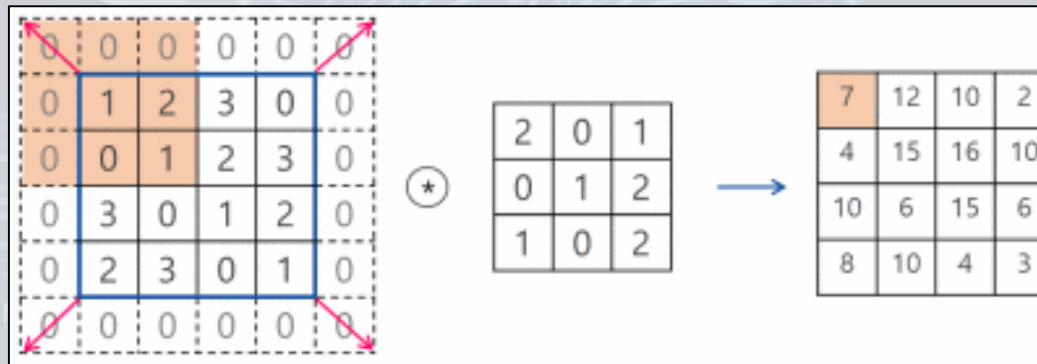 0 0 0 0 0 0
0 1 2 3 0 0
0 0 1 2 3 0
0 3 0 1 2 0
0 2 3 0 1 0
0 0 0 0 0 0
*
2 0 1
0 1 2
1 0 2
7 12 10 2
4 15 16 10
10 6 15 6
8 10 4 3